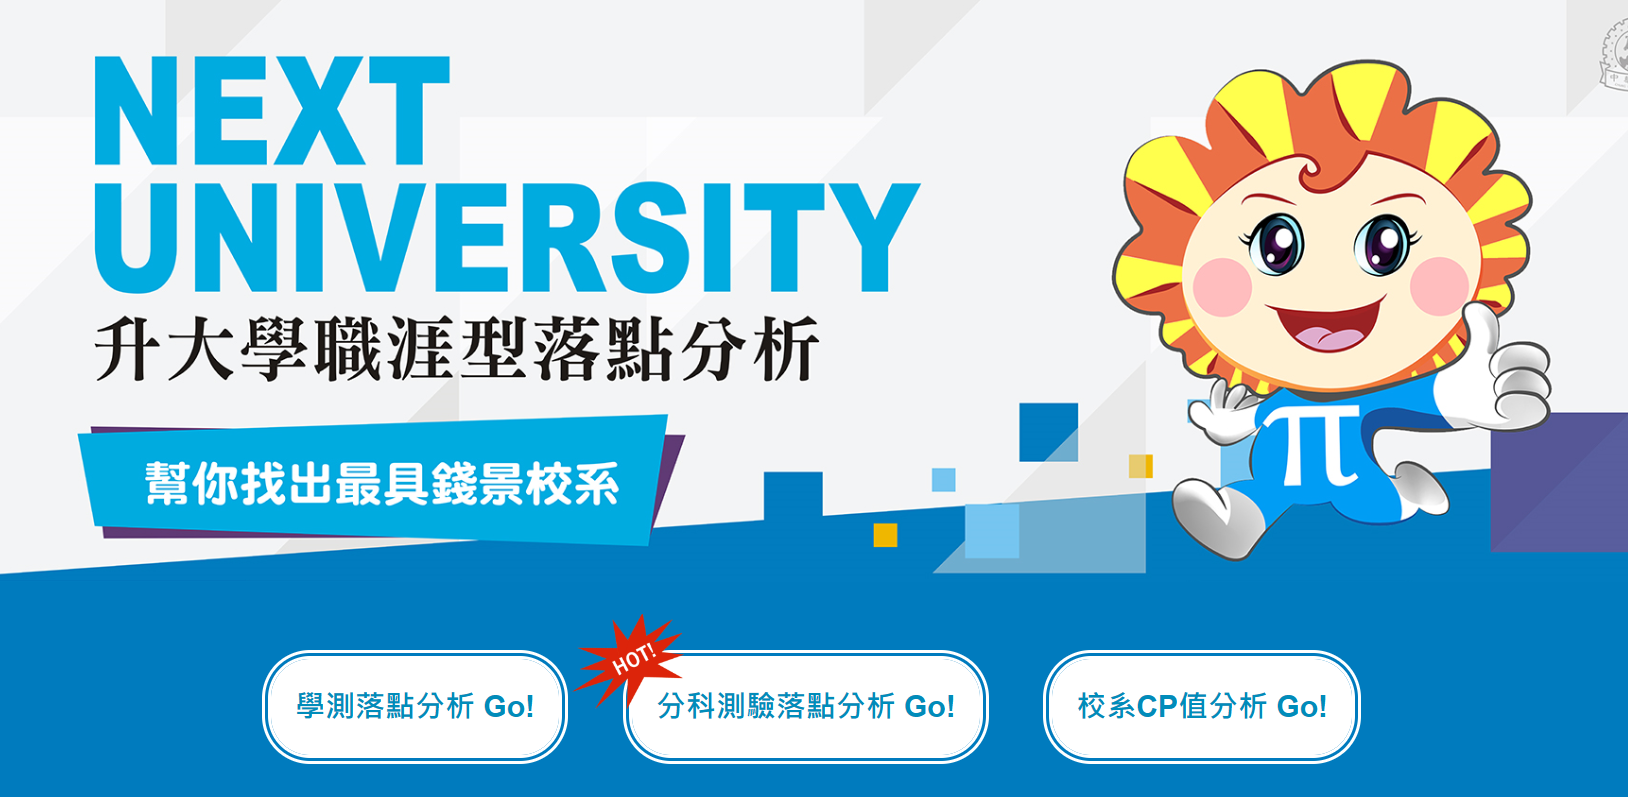 NEXT
UNIVERSITY
升大學職涯型落點分析
幫你找出最具錢景校系
π
HOT!
學測落點分析 Go!
分科測驗落點分析 Go!
校系CP值分析 Go!